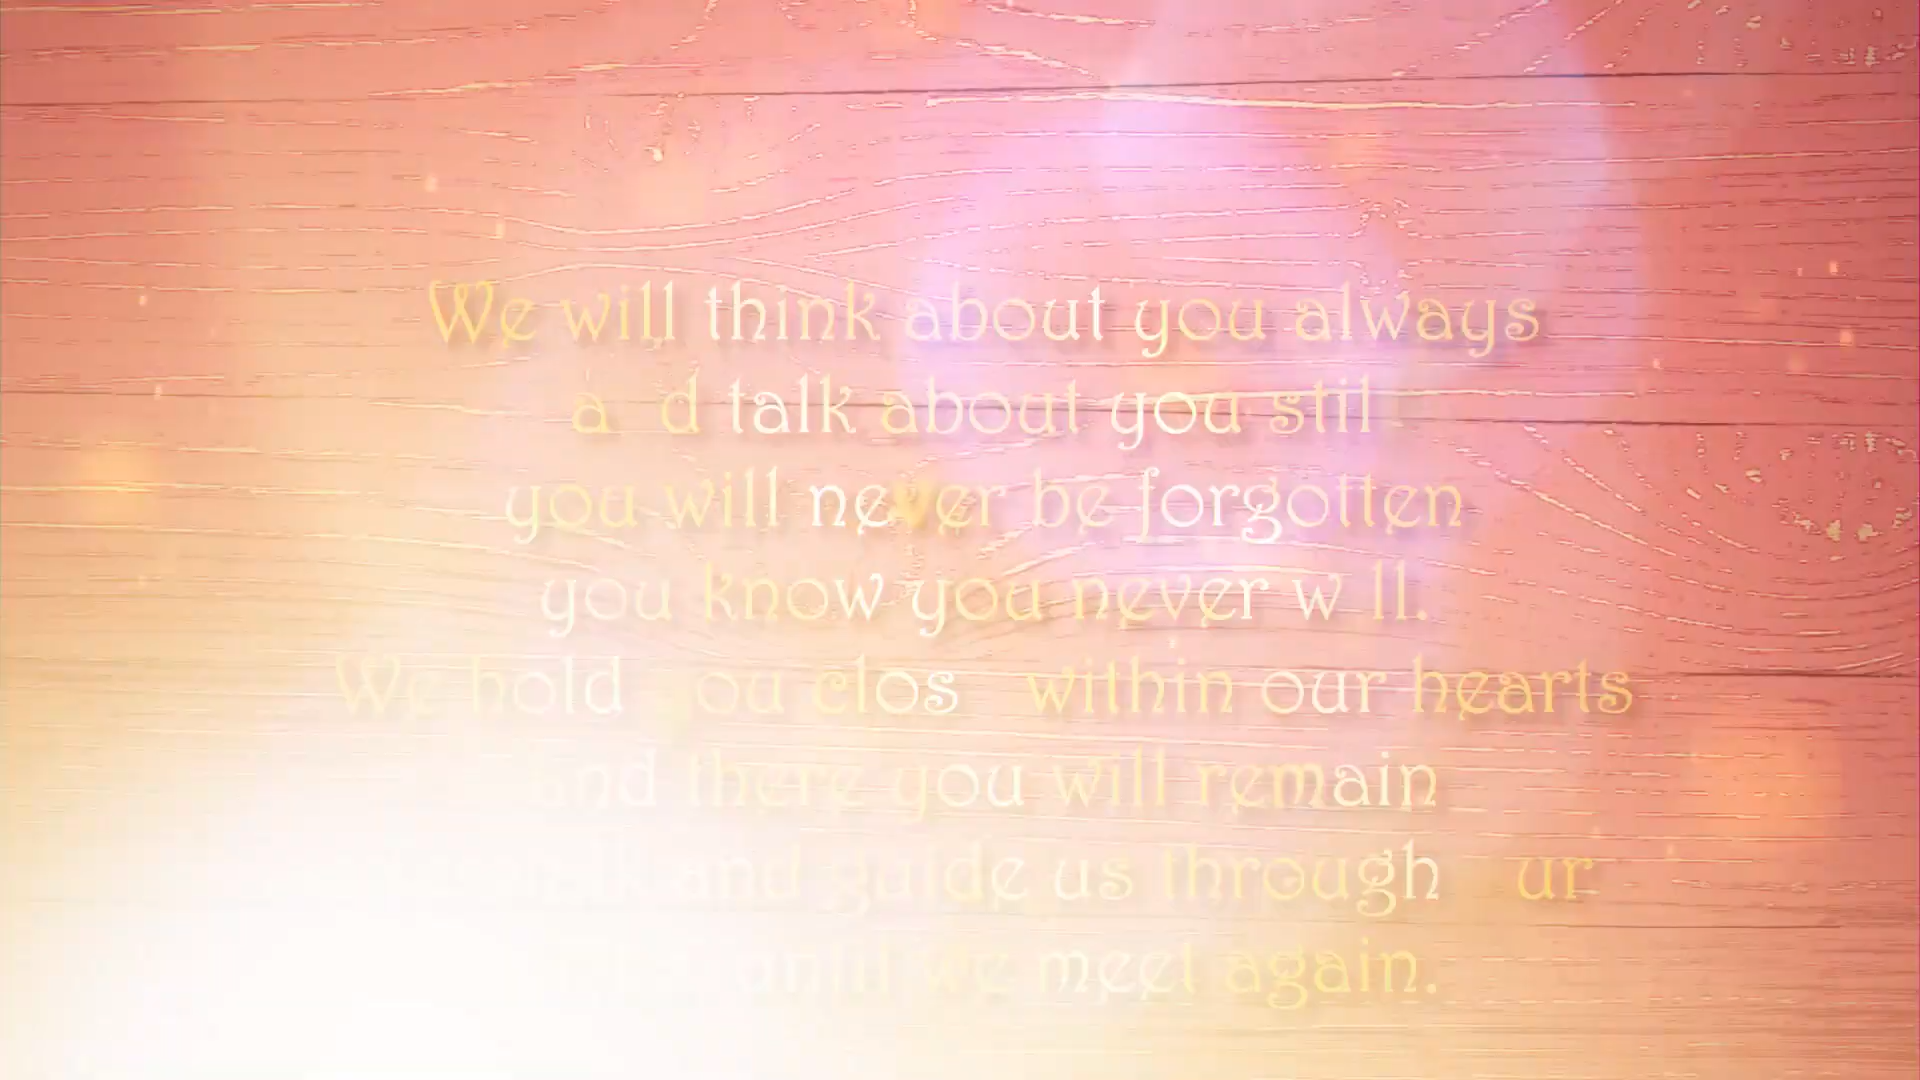 We will think about you always
a d talk about you stil
you will never be forgotten
you know you never w ll.
We hold you clos within our hearts
and there you will remain
walk and guide us through ur
until we meet again.